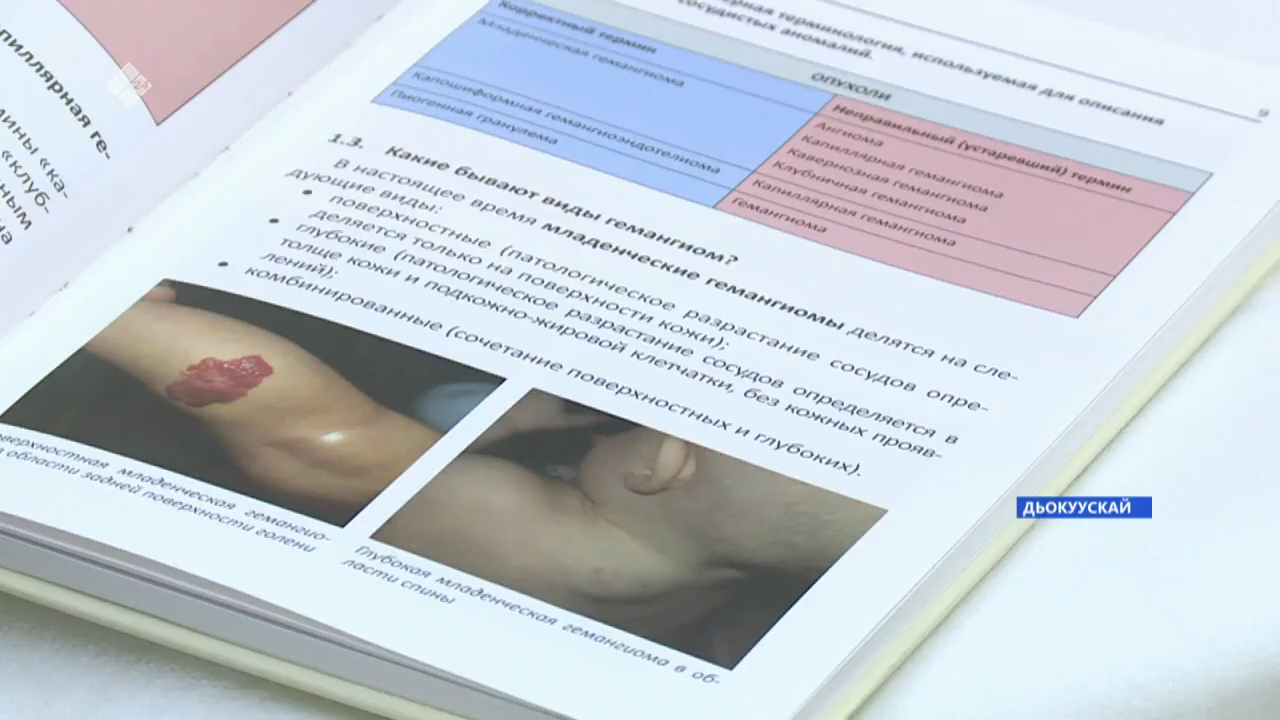 пиллярная ге-
мины «ка-
«клуб-
ным
на
9
рная терминология, используемая для описания
сосудистых аномалий.
ОПУХОЛИ
Корректный термин
Неправильный (устаревший) термин
Младенческая гемангиома
Ангиома
Капиллярная гемангиома
Кавернозная гемангиома
Клубничная гемангиома
Капошиформная гемангиоэндотелиома
Капиллярная гемангиома
Пиогенная гранулема
Гемангиома
1.3. Какие бывают виды гемангиом?
В настоящее время младенческие гемангиомы делятся на сле-
дующие виды:
• поверхностные (патологическое разрастание сосудов опре-
деляется только на поверхности кожи);
• глубокие (патологическое разрастание сосудов определяется в
толще кожи и подкожно-жировой клетчатки, без кожных прояв-
лений);
• комбинированные (сочетание поверхностных и глубоких).
оверхностная младенческая гемангио-
в области задней поверхности голени
Глубокая младенческая гемангиома в об-
ласти спины
ДЬОКУУСКАЙ